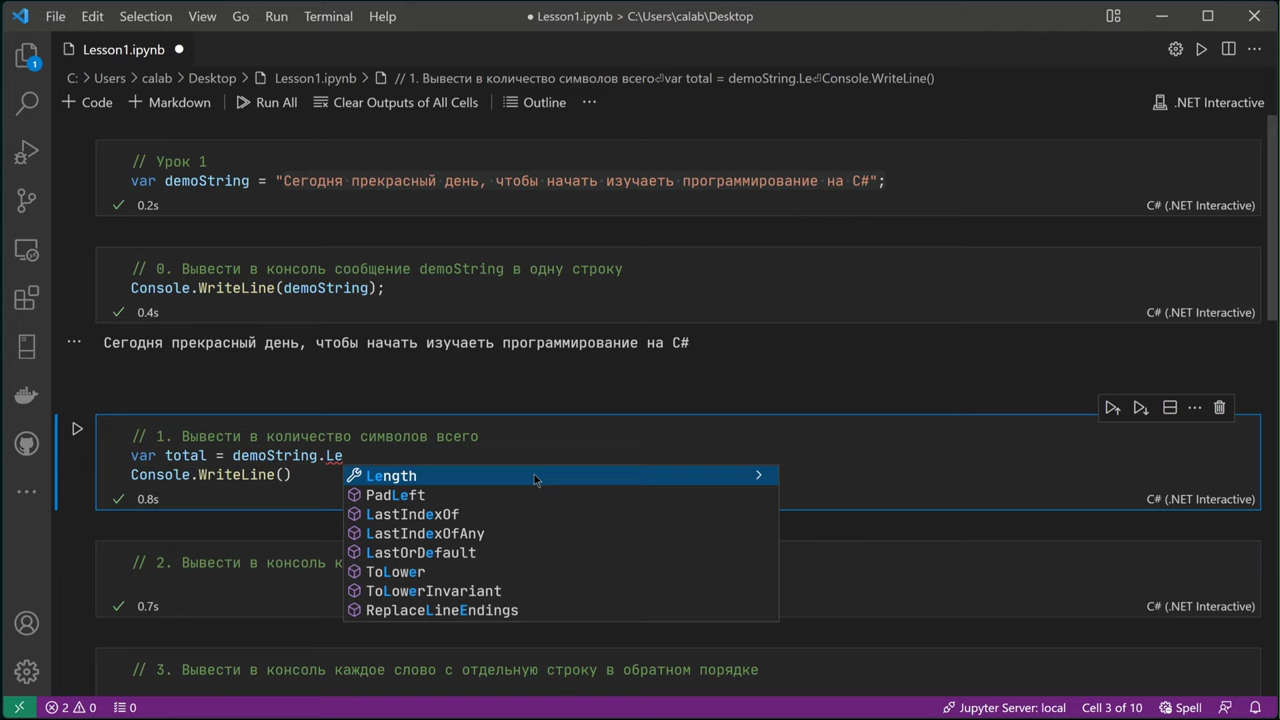 File Edit Selection View Go Run Terminal Help
● Lesson1.ipynb > C:\Users\calab\Desktop
Lesson1.ipynb ●
C: > Users > calab > Desktop > Lesson1.ipynb > // 1. Вывести в количество символов всего⏎var total = demoString.Le⏎Console.WriteLine()
+ Code + Markdown Run All Clear Outputs of All Cells Outline ···
.NET Interactive
1
// Урок 1
var demoString = "Сегодня прекрасный день, чтобы начать изучаеть программирование на C#";
0.2s
C# (.NET Interactive)
// 0. Вывести в консоль сообщение demoString в одну строку
Console.WriteLine(demoString);
0.4s
C# (.NET Interactive)
Сегодня прекрасный день, чтобы начать изучаеть программирование на C#
// 1. Вывести в количество символов всего
var total = demoString.Le
Console.WriteLine()
0.8s
C# (.NET Interactive)
Length
PadLeft
LastIndexOf
LastIndexOfAny
LastOrDefault
ToLower
ToLowerInvariant
ReplaceLineEndings
// 2. Вывести в консоль к
0.7s
C# (.NET Interactive)
// 3. Вывести в консоль каждое слово с отдельную строку в обратном порядке
2 0 0
Jupyter Server: local Cell 3 of 10 Spell